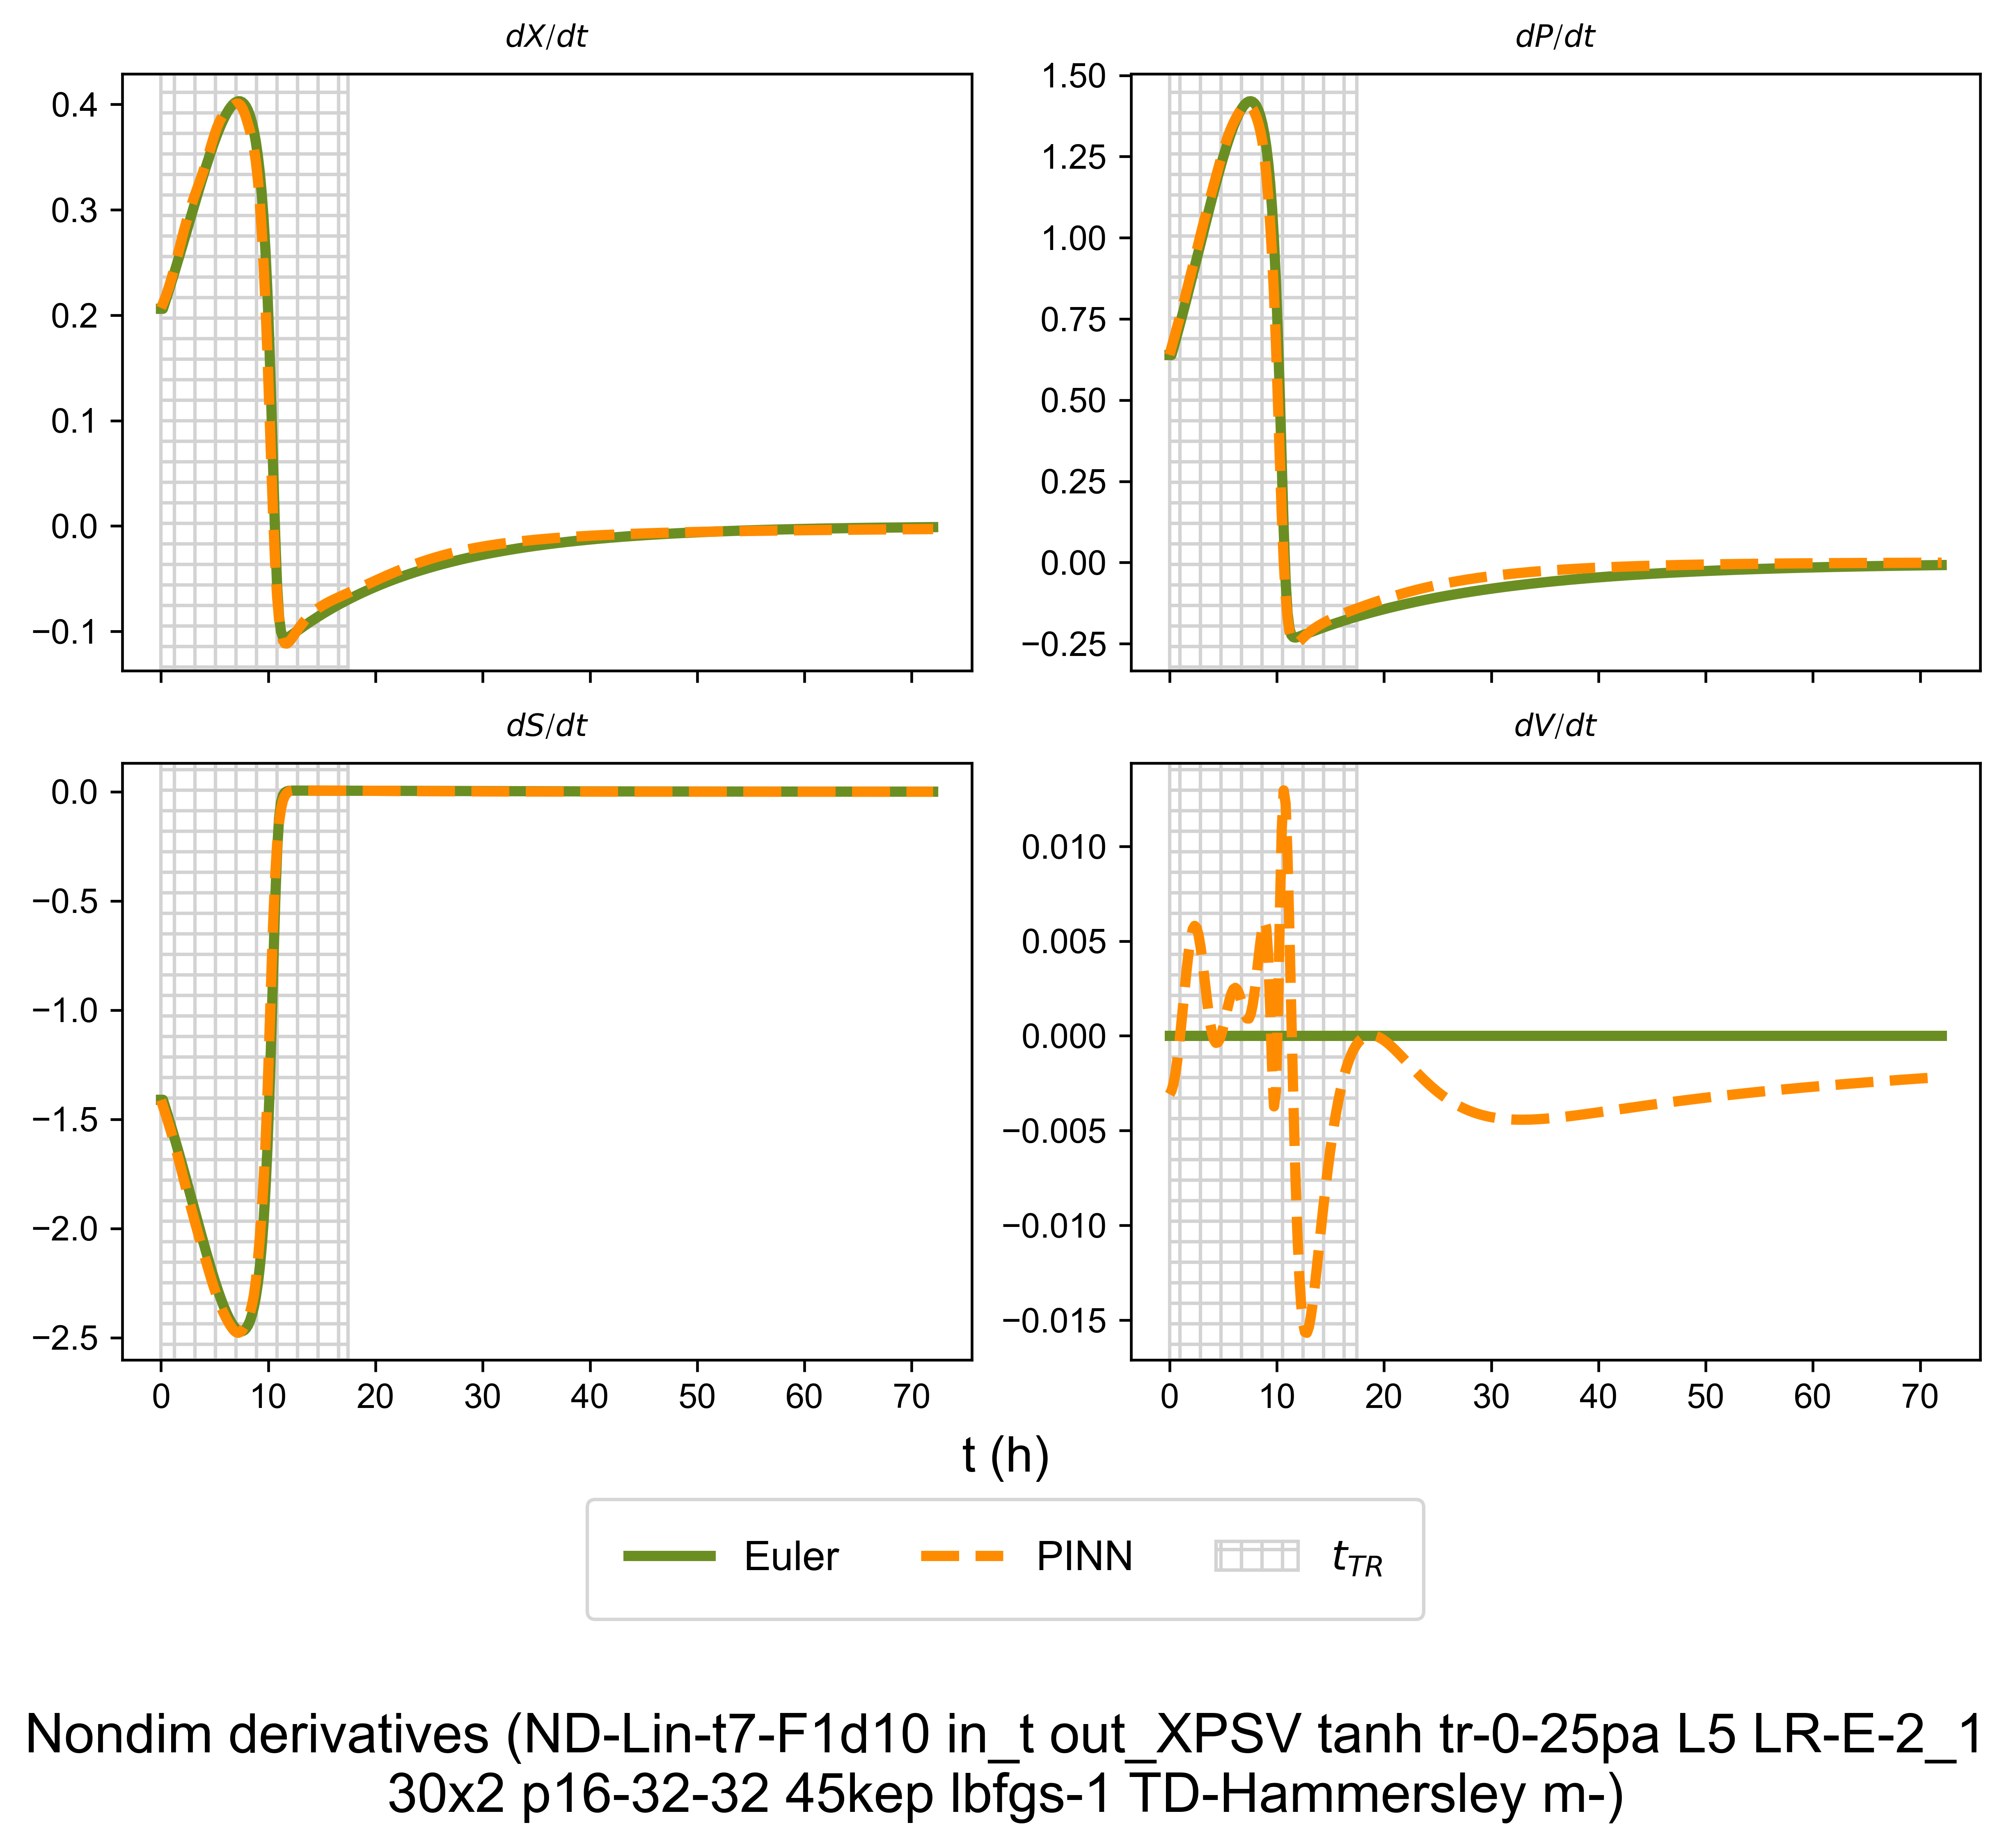 dX/dt
dP/dt
0.4
0.3
0.2
0.1
0.0
−0.1
1.50
1.25
1.00
0.75
0.50
0.25
0.00
−0.25
dS/dt
dV/dt
0.0
−0.5
−1.0
−1.5
−2.0
−2.5
0 10 20 30 40 50 60 70
0.010
0.005
0.000
−0.005
−0.010
−0.015
0 10 20 30 40 50 60 70
t (h)
Euler PINN t_{TR}
Nondim derivatives (ND-Lin-t7-F1d10 in_t out_XPSV tanh tr-0-25pa L5 LR-E-2_1
30x2 p16-32-32 45kep lbfgs-1 TD-Hammersley m-)